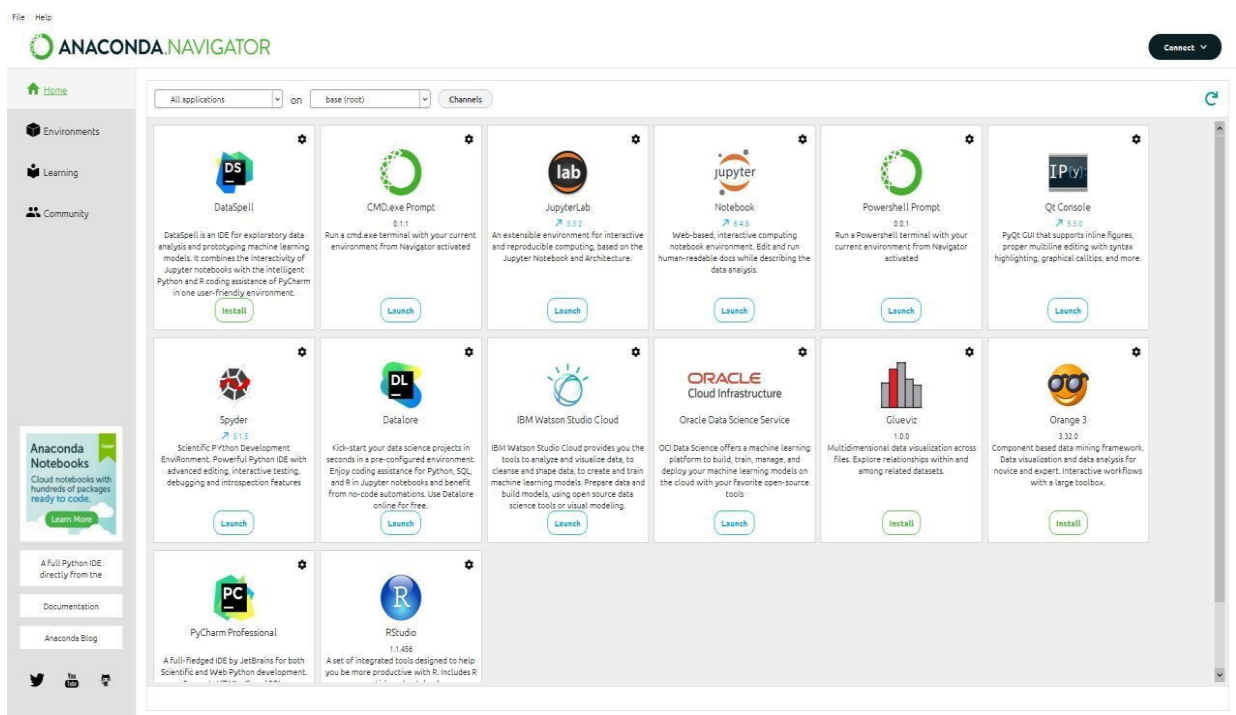 File Help
ANACONDA.NAVIGATOR
Connect
Home
All applications
on
base (root)
Channels
Environments
Learning
Community
DS
DataSpell
DataSpell is an IDE for exploratory data
analysis and prototyping machine learning
models. It combines the interactivity of
Jupyter notebooks with the intelligent
Python and R coding assistance of PyCharm
in one user-friendly environment.
Install
CMD.exe Prompt
0.1.1
Run a cmd.exe terminal with your current
environment from Navigator activated
Launch
lab
JupyterLab
3.3.2
An extensible environment for interactive
and reproducible computing, based on the
Jupyter Notebook and Architecture.
Launch
jupyter
Notebook
6.4.8
Web-based, interactive computing
notebook environment. Edit and run
human-readable docs while describing the
data analysis.
Launch
Powershell Prompt
0.0.1
Run a Powershell terminal with your
current environment from Navigator
activated
Launch
IP[y]:
Qt Console
5.3.0
PyQt GUI that supports inline figures,
proper multiline editing with syntax
highlighting, graphical calltips, and more.
Launch
Spyder
5.1.5
Scientific PYthon Development
EnviRonment. Powerful Python IDE with
advanced editing, interactive testing,
debugging and introspection features
Launch
DL
Datalore
Kick-start your data science projects in
seconds in a pre-configured environment.
Enjoy coding assistance for Python, SQL,
and R in Jupyter notebooks and benefit
from no-code automations. Use Datalore
online for free.
Launch
IBM Watson Studio Cloud
IBM Watson Studio Cloud provides you the
tools to analyze and visualize data, to
cleanse and shape data, to create and train
machine learning models. Prepare data and
build models, using open source data
science tools or visual modeling.
Launch
ORACLE
Cloud Infrastructure
Oracle Data Science Service
OCI Data Science offers a machine learning
platform to build, train, manage, and
deploy your machine learning models on
the cloud with your favorite open-source
tools
Launch
Glueviz
1.0.0
Multidimensional data visualization across
files. Explore relationships within and
among related datasets.
Install
Orange 3
3.32.0
Component based data mining framework.
Data visualization and data analysis for
novice and expert. Interactive workflows
with a large toolbox.
Install
Anaconda
Notebooks
New!
Cloud notebooks with
hundreds of packages
ready to code.
Learn More
A Full Python IDE
directly from the
Documentation
Anaconda Blog
You
Tube
PC
PyCharm Professional
A full-fledged IDE by JetBrains for both
Scientific and Web Python development.
R
RStudio
1.1.456
A set of integrated tools designed to help
you be more productive with R. Includes R